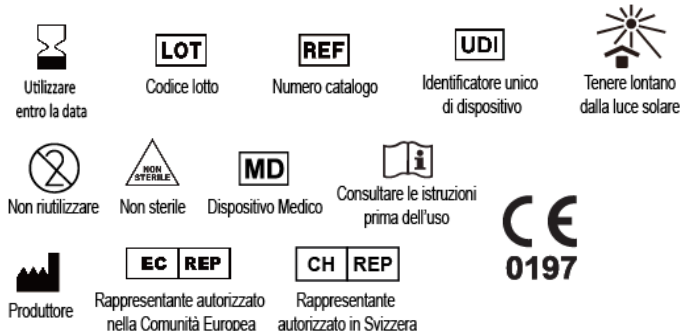 LOT
REF
UDI
Utilizzare
entro la data
Codice lotto
Numero catalogo
Identificatore unico
di dispositivo
Tenere lontano
dalla luce solare
2
NON
STERILE
MD
i
Non riutilizzare
Non sterile
Dispositivo Medico
Consultare le istruzioni
prima dell'uso
CE
0197
EC REP
CH REP
Produttore
Rappresentante autorizzato
nella Comunità Europea
Rappresentante
autorizzato in Svizzera